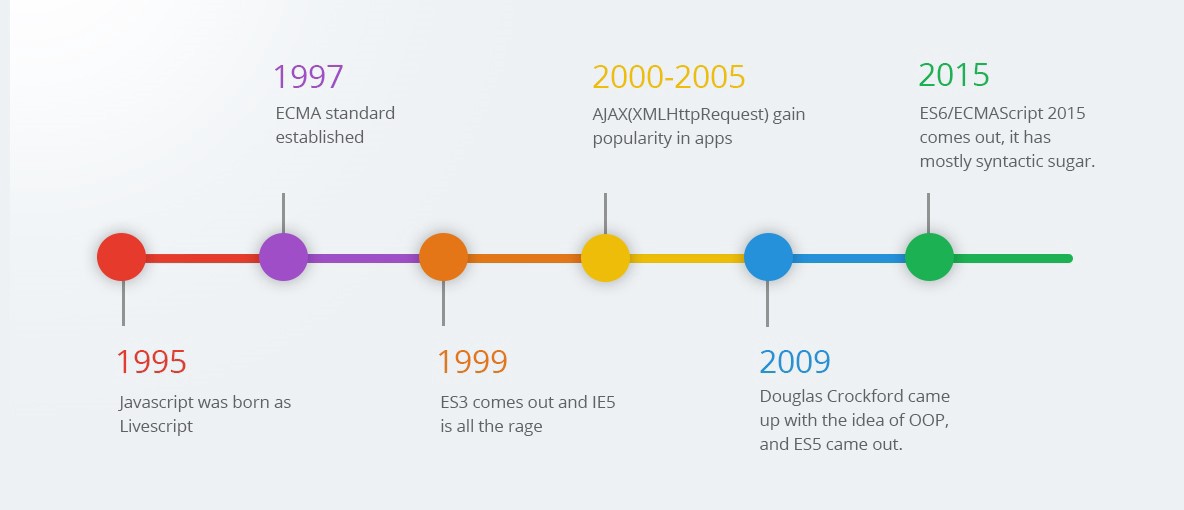 1997
ECMA standard
established
2000-2005
AJAX(XMLHttpRequest) gain
popularity in apps
2015
ES6/ECMAScript 2015
comes out, it has
mostly syntactic sugar.
1995
Javascript was born as
Livescript
1999
ES3 comes out and IE5
is all the rage
2009
Douglas Crockford came
up with the idea of OOP,
and ES5 came out.